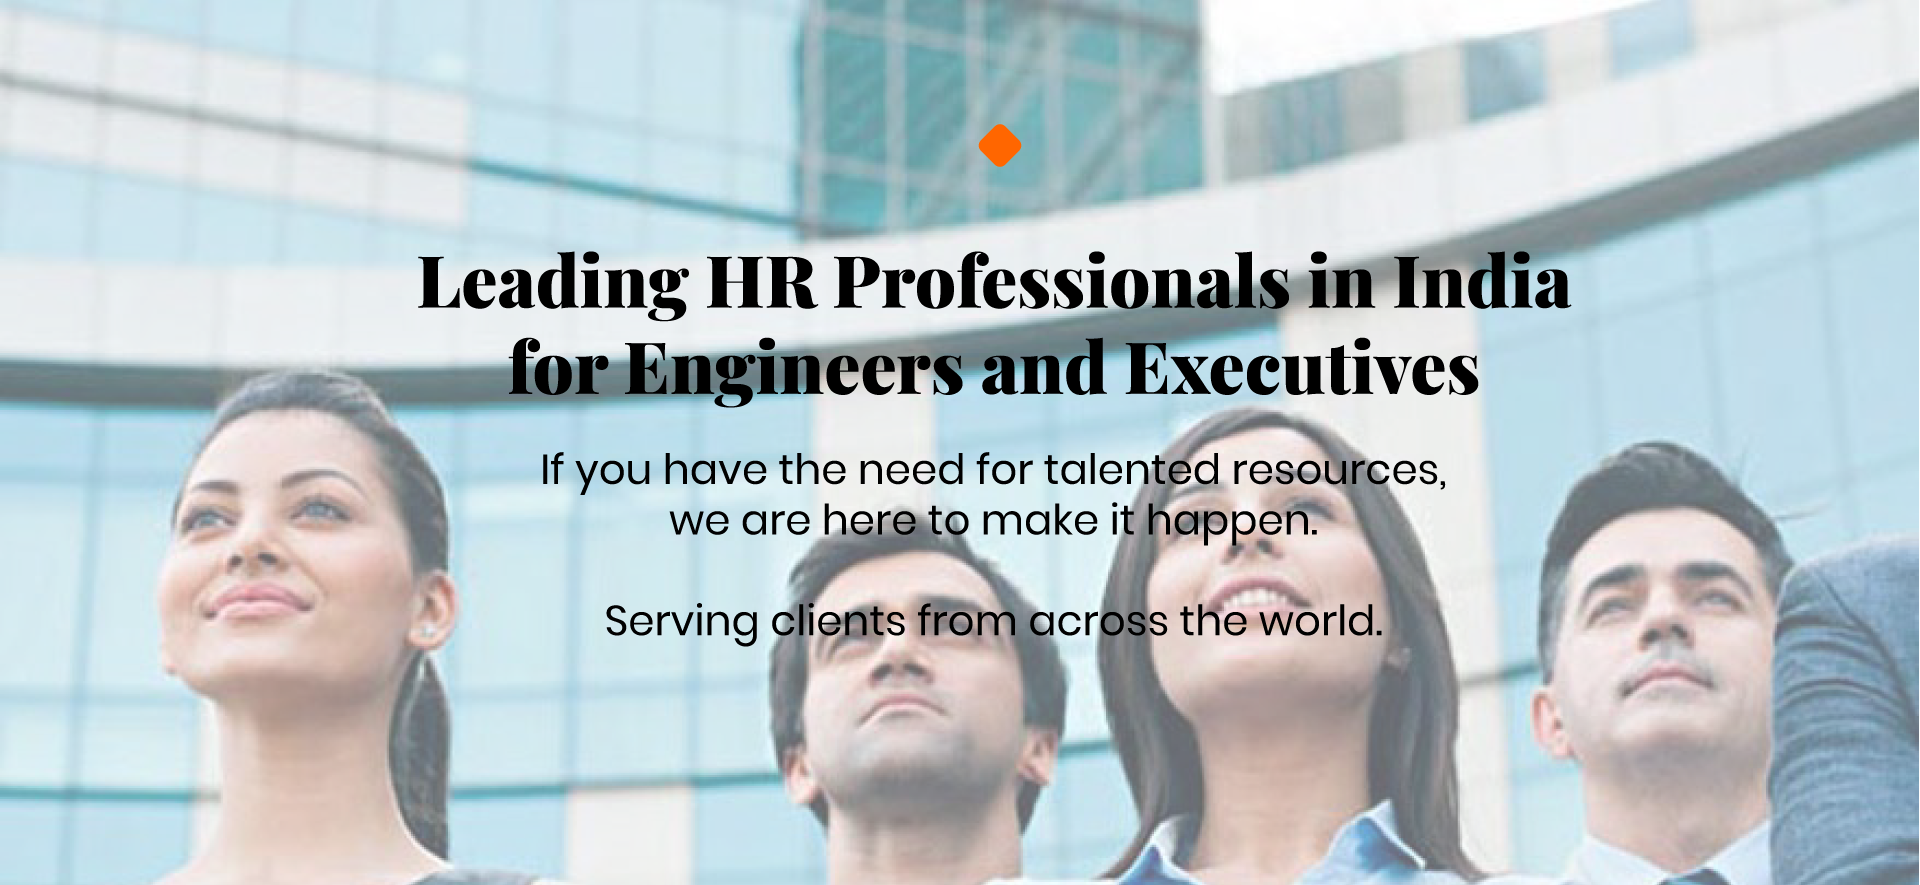 Leading HR Professionals in India
for Engineers and Executives
If you have the need for talented resources,
we are here to make it happen.
Serving clients from across the world.